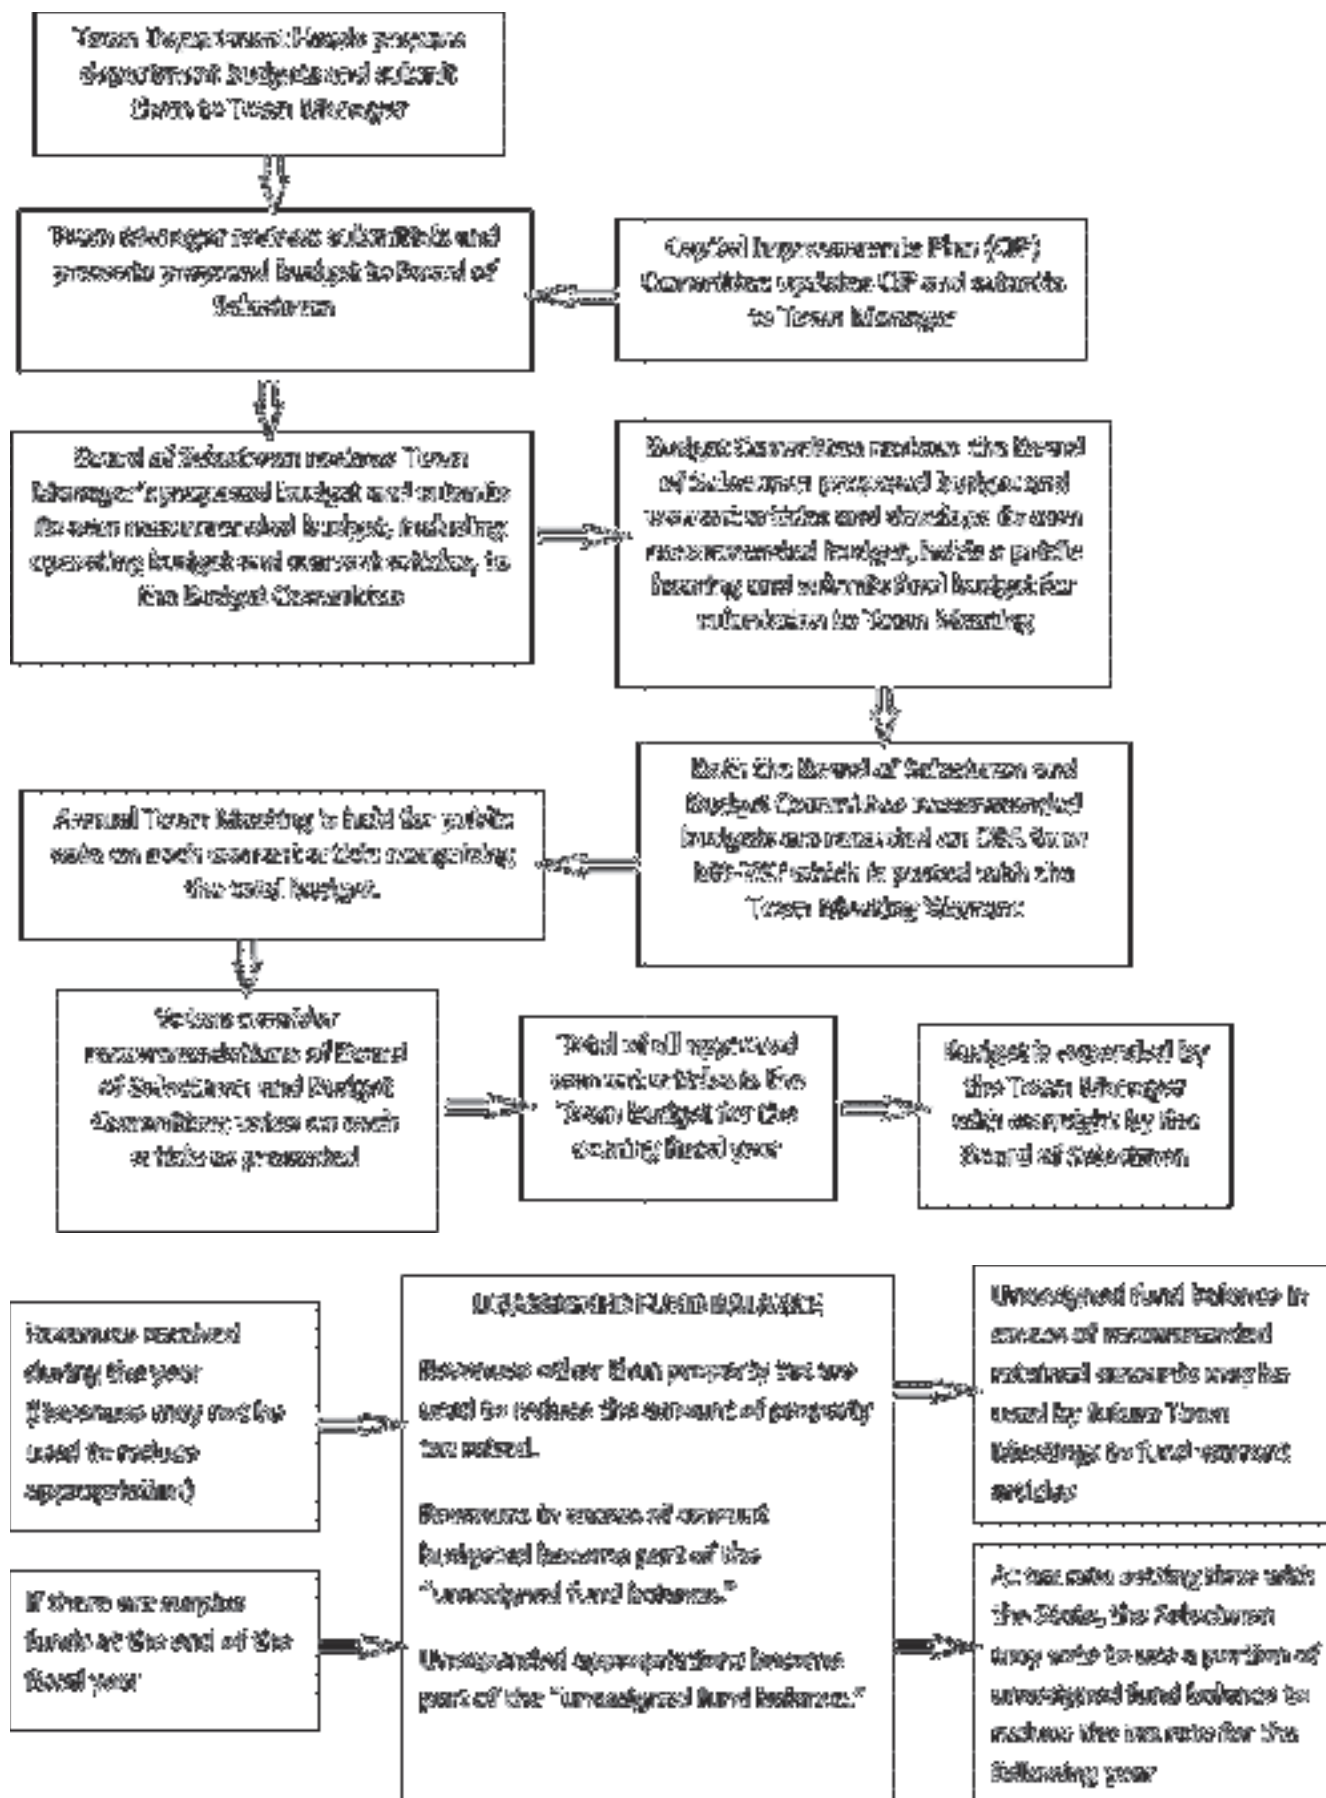 Town Department Heads prepare
department budgets and submit
them to Town Manager
Town Manager reviews submittals and
presents proposed budget to Board of
Selectmen
Capital Improvements Plan (CIP)
Committee updates CIP and submits
to Town Manager
Board of Selectmen reviews Town
Manager's proposed budget and submits
its own recommended budget, including
operating budget and warrant articles, to
the Budget Committee
Budget Committee reviews the Board
of Selectmen proposed budget and
warrant articles and develops its own
recommended budget, holds a public
hearing and submits final budget for
submission to Town Meeting
Both the Board of Selectmen and
Budget Committee recommended
budgets are recorded on DRA form
which is posted with the
Town Meeting Warrant
Annual Town Meeting is held for public
vote on each warrant article comprising
the total budget.
Voters consider
recommendations of Board
of Selectmen and Budget
Committee; votes on each
article as presented
Total of all approved
warrant articles is the
Town budget for the
coming fiscal year
Budget is expended by
the Town Manager
with oversight by the
Board of Selectmen
Revenues received
during the year
(Revenues may not be
used to reduce
appropriation)
If there are surplus
funds at the end of the
fiscal year
UNASSIGNED FUND BALANCE
Revenues other than property tax are
used to reduce the amount of property
tax raised.
Revenues in excess of amount
budgeted become part of the
"unassigned fund balance."
Unexpended appropriations become
part of the "unassigned fund balance."
Unassigned fund balance in
excess of recommended
retained amounts may be
used by future Town
Meetings to fund warrant
articles
At tax rate setting time with
the State, the Selectmen
may vote to use a portion of
unassigned fund balance to
reduce the tax rate for the
following year